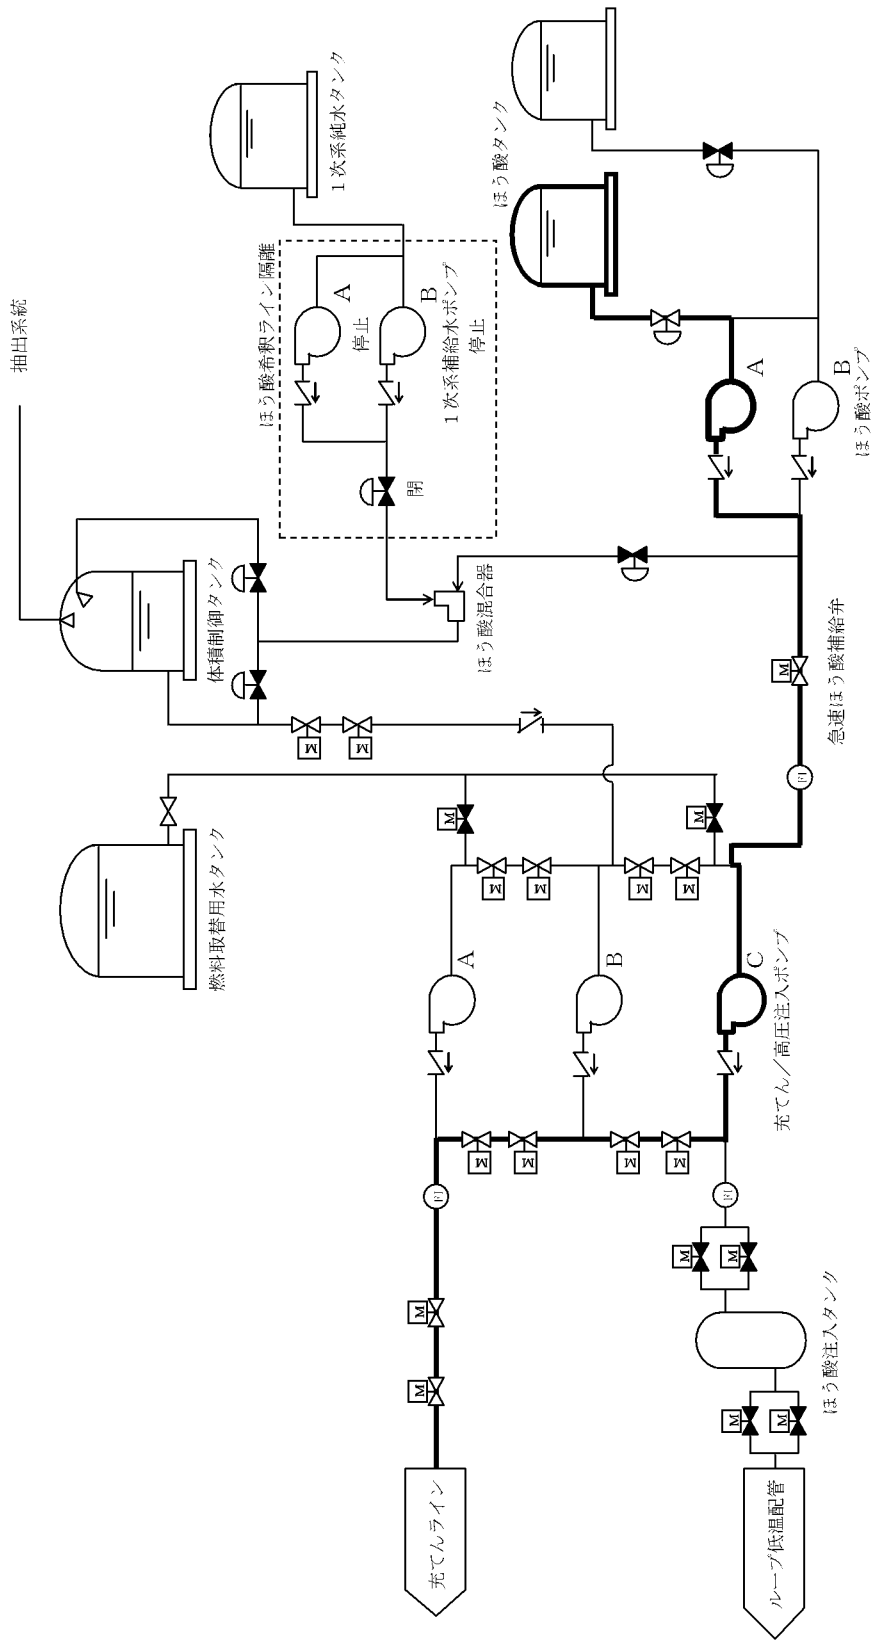 抽出系統
1次系純水タンク
ほう酸タンク
ほう酸希釈ライン隔離
A
停止
B
1次系補給水ポンプ
停止
閉
A
B
ほう酸ポンプ
体積制御タンク
ほう酸混合器
M
急速ほう酸補給弁
FI
M
M
燃料取替用水タンク
M
M
M
M
M
M
M
A
B
C
充てん/高圧注入ポンプ
M
M
M
M
FI
FI
M
M
M
M
ほう酸注入タンク
M
M
充てんライン
ループ低温配管